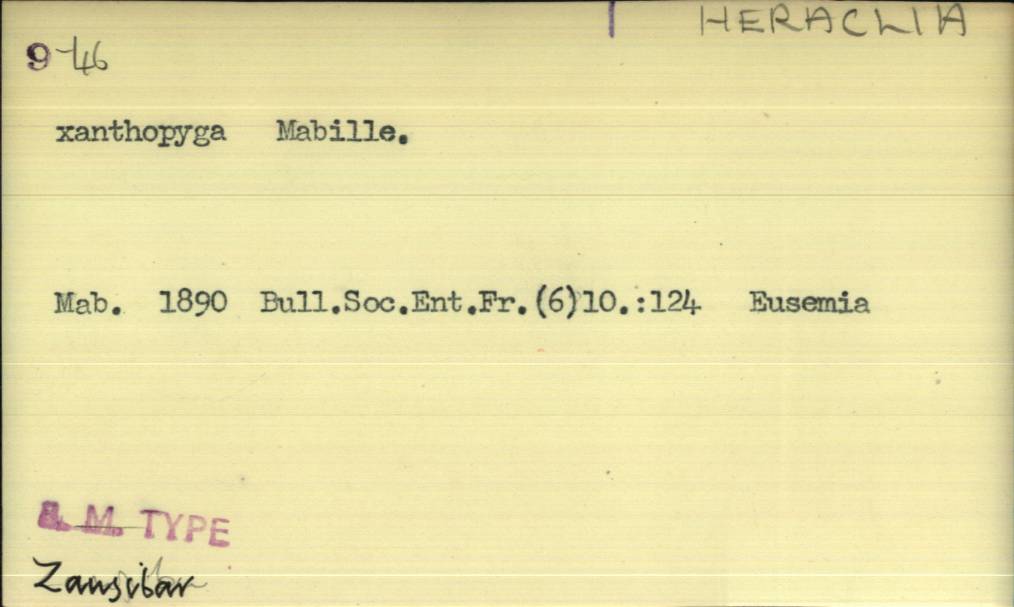 HERACLIA
9 46
xanthopyga Mabille.
Mab. 1890 Bull.Soc.Ent.Fr.(6)10.:124 Eusemia
B. M. TYPE
Zanzibar